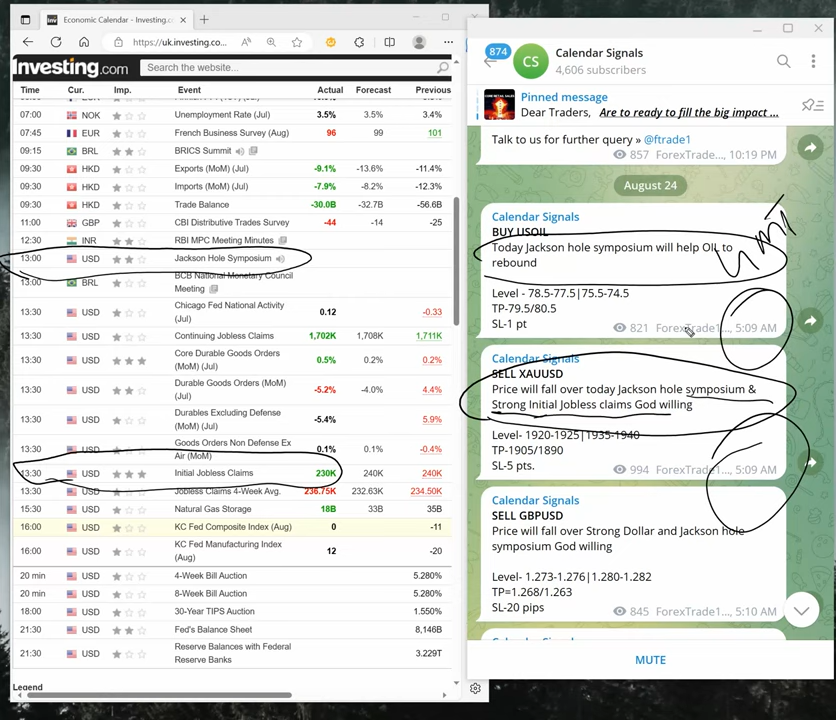 Economic Calendar - Investing.c
https://uk.investing.co...
Investing.com
Search the website...
Time Cur. Imp. Event Actual Forecast Previous
07:00 NOK Unemployment Rate (Jul) 3.5% 3.5% 3.4%
07:45 EUR French Business Survey (Aug) 96 99 101
09:15 BRL BRICS Summit
09:30 HKD Exports (MoM) (Jul) -9.1% -13.6% -11.4%
09:30 HKD Imports (MoM) (Jul) -7.9% -8.2% -12.3%
09:30 HKD Trade Balance -30.0B -32.7B -56.6B
11:00 GBP CBI Distributive Trades Survey -44 -14 -25
12:30 INR RBI MPC Meeting Minutes
13:00 USD Jackson Hole Symposium
13:00 BRL BCB National Monetary Council
Meeting
13:30 USD Chicago Fed National Activity
(Jul) 0.12 -0.33
13:30 USD Continuing Jobless Claims 1,702K 1,708K 1,711K
13:30 USD Core Durable Goods Orders
(MoM) (Jul) 0.5% 0.2% 0.2%
13:30 USD Durable Goods Orders (MoM)
(Jul) -5.2% -4.0% 4.4%
13:30 USD Durables Excluding Defense
(MoM) (Jul) -5.4% 5.9%
13:30 USD Goods Orders Non Defense Ex
Air (MoM) 0.1% 0.1% -0.4%
13:30 USD Initial Jobless Claims 230K 240K 240K
13:30 USD Jobless Claims 4-Week Avg. 236.75K 232.63K 234.50K
15:30 USD Natural Gas Storage 18B 33B 35B
16:00 USD KC Fed Composite Index (Aug) 0 -11
16:00 USD KC Fed Manufacturing Index
(Aug) 12 -20
20 min USD 4-Week Bill Auction 5.280%
20 min USD 8-Week Bill Auction 5.280%
18:00 USD 30-Year TIPS Auction 1.550%
21:30 USD Fed's Balance Sheet 8,146B
21:30 USD Reserve Balances with Federal
Reserve Banks 3.229T
Legend
874
CS
Calendar Signals
4,606 subscribers
Pinned message
Dear Traders, Are to ready to fill the big impact ...
Talk to us for further query » @ftrade1
857 ForexTrade..., 10:19 PM
August 24
Calendar Signals
BUY USOIL
Today Jackson hole symposium will help OIL to
rebound
Level - 78.5-77.5|75.5-74.5
TP-79.5/80.5
SL-1 pt
821 ForexTrade1..., 5:09 AM
Calendar Signals
SELL XAUUSD
Price will fall over today Jackson hole symposium &
Strong Initial Jobless claims God willing
Level- 1920-1925|1935-1940
TP-1905/1890
SL-5 pts.
994 ForexTrade1..., 5:09 AM
Calendar Signals
SELL GBPUSD
Price will fall over Strong Dollar and Jackson hole
symposium God willing
Level- 1.273-1.276|1.280-1.282
TP=1.268/1.263
SL-20 pips
845 ForexTrade1..., 5:10 AM
MUTE